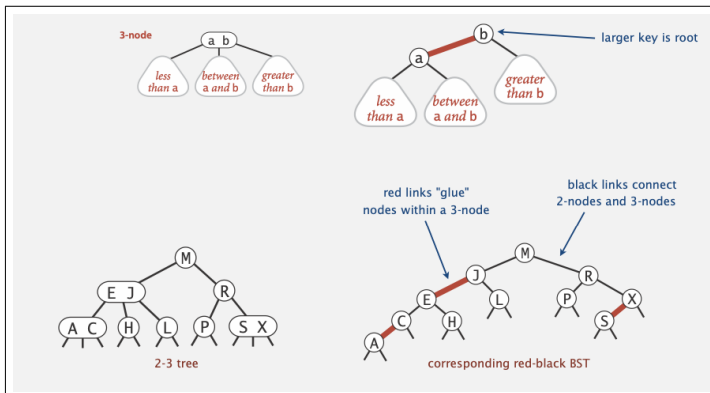 3-node
a b
less
than a
between
a and b
greater
than b
b
larger key is root
a
less
than a
between
a and b
greater
than b
red links "glue"
nodes within a 3-node
black links connect
2-nodes and 3-nodes
M
E J
R
A C
H
L
P
S X
2-3 tree
M
J
R
E
L
P
X
C
H
S
A
corresponding red-black BST